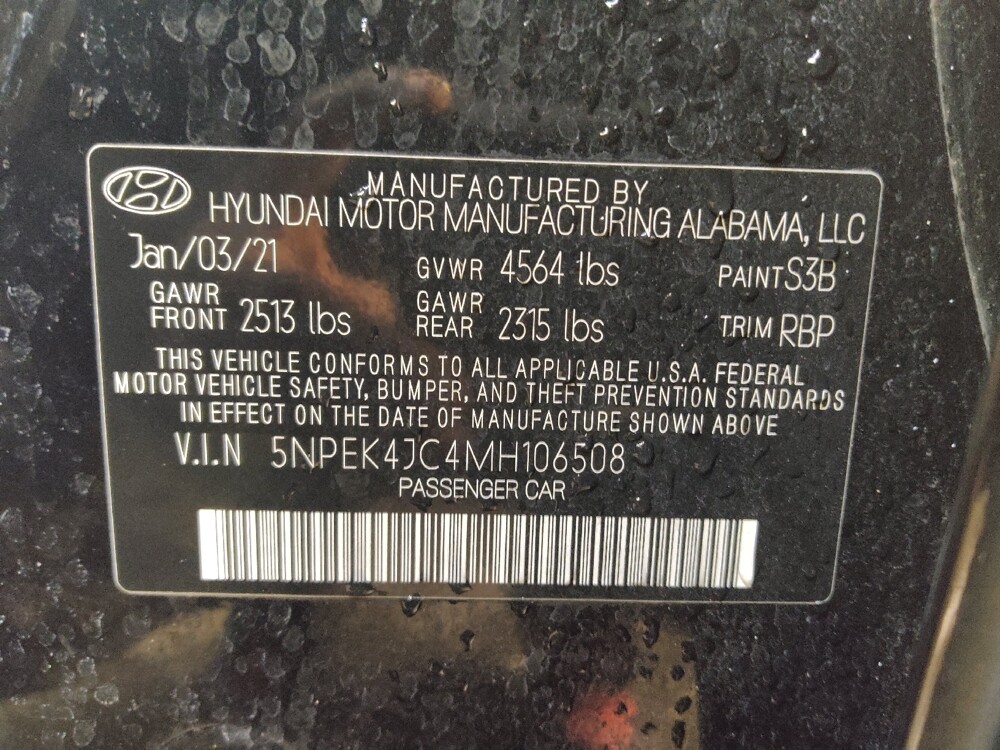 MANUFACTURED BY
HYUNDAI MOTOR MANUFACTURING ALABAMA, LLC
Jan/03/21 GVWR 4564 lbs PAINT S3B
GAWR FRONT 2513 lbs GAWR REAR 2315 lbs TRIM RBP
THIS VEHICLE CONFORMS TO ALL APPLICABLE U.S.A. FEDERAL
MOTOR VEHICLE SAFETY, BUMPER, AND THEFT PREVENTION STANDARDS
IN EFFECT ON THE DATE OF MANUFACTURE SHOWN ABOVE
V.I.N 5NPEK4JC4MH106508
PASSENGER CAR